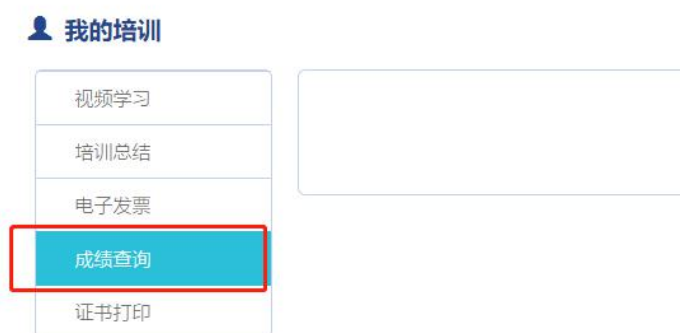 我的培训
视频学习
培训总结
电子发票
成绩查询
证书打印